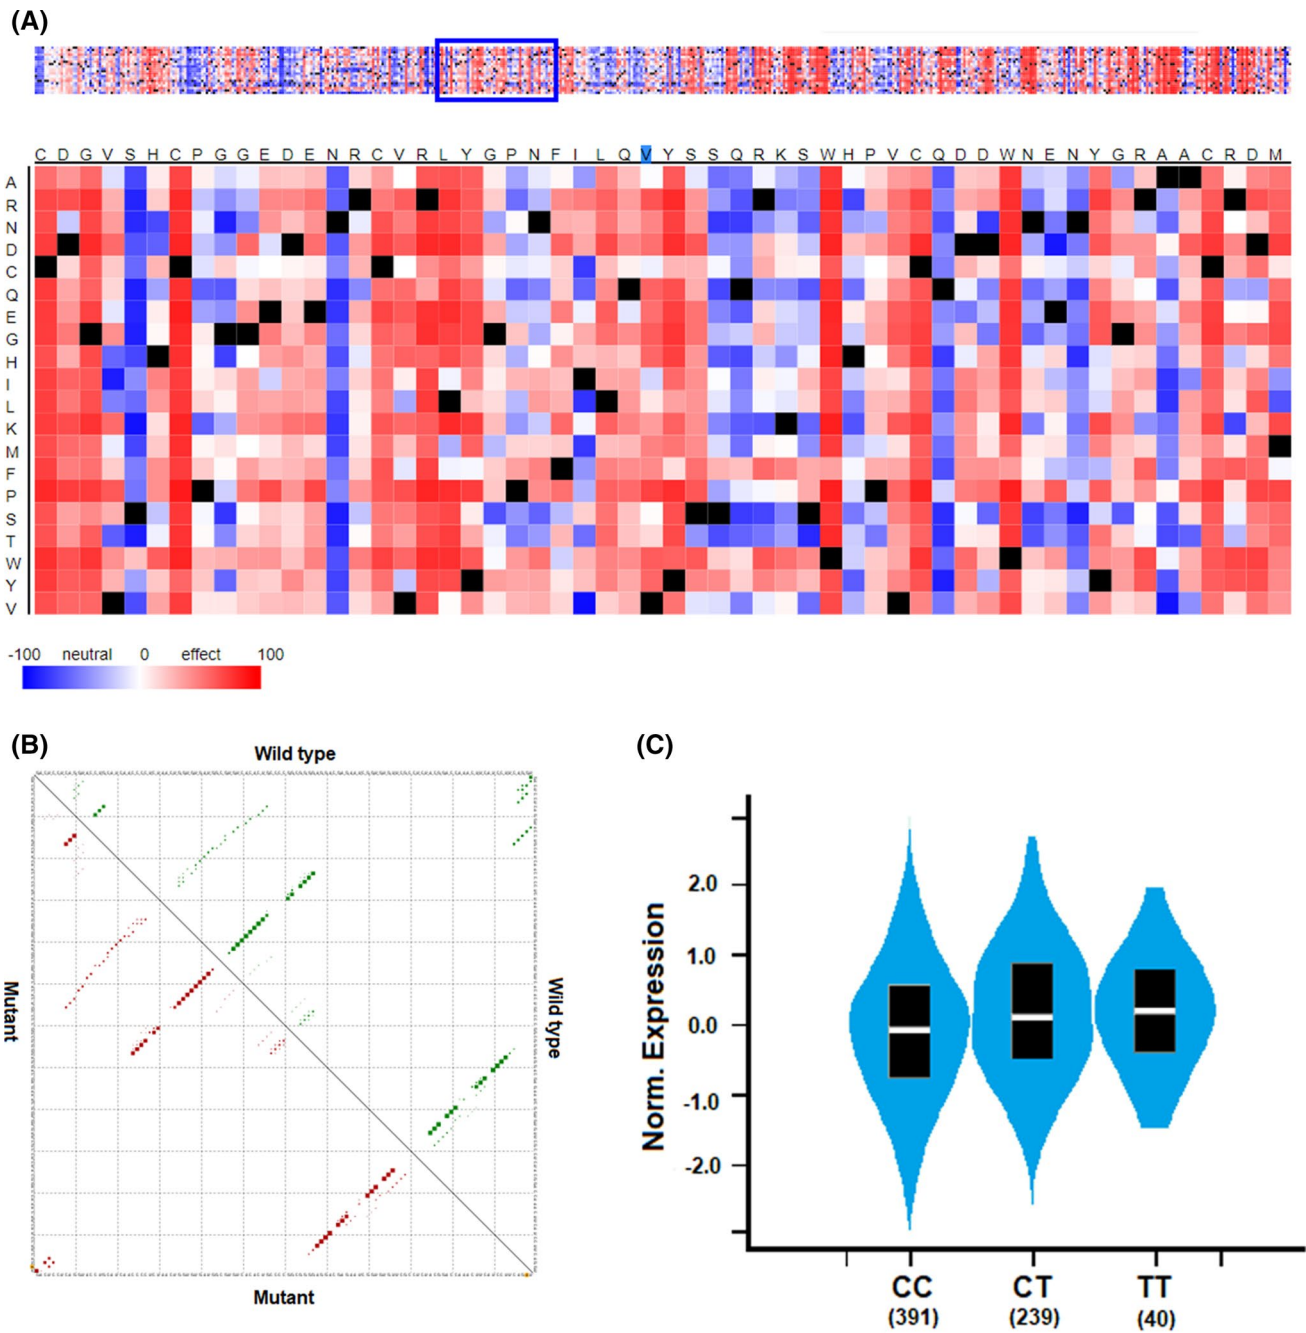 (A)
C D G V S H C P G G E D E N R C V R L Y G P N F I L Q V Y S S Q R K S W H P V C Q D D W N E N Y G R A A C R D M
A
R
N
D
C
Q
E
G
H
I
L
K
M
F
P
S
T
W
Y
V
-100 neutral 0 effect 100
(B)
Wild type
Mutant
Wild type
Mutant
(C)
Norm. Expression
2.0
1.0
0.0
-1.0
-2.0
CC CT TT
(391) (239) (40)